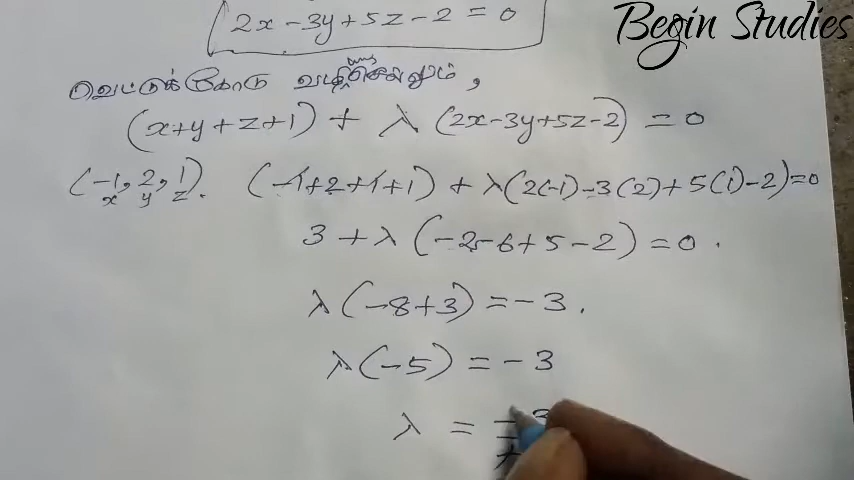 Begin Studies
2x-3y+5z-2=0
வெட்டுக்கோடு வழி செல்லும்,
(x+y+z+1) + λ (2x-3y+5z-2) = 0
(-1, 2, 1). (-1+2+1+1) + λ(2(-1)-3(2)+5(1)-2)=0
x y z
3 + λ (-2-6+5-2) = 0.
λ (-8+3) = -3.
λ (-5) = -3
λ =